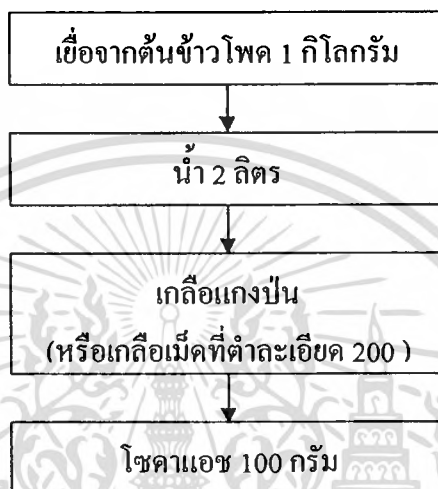 เยื่อจากต้นข้าวโพด 1 กิโลกรัม
น้ำ 2 ลิตร
เกลือแกงป่น
(หรือเกลือเม็ดที่ตำละเอียด 200 )
โซดาแอช 100 กรัม